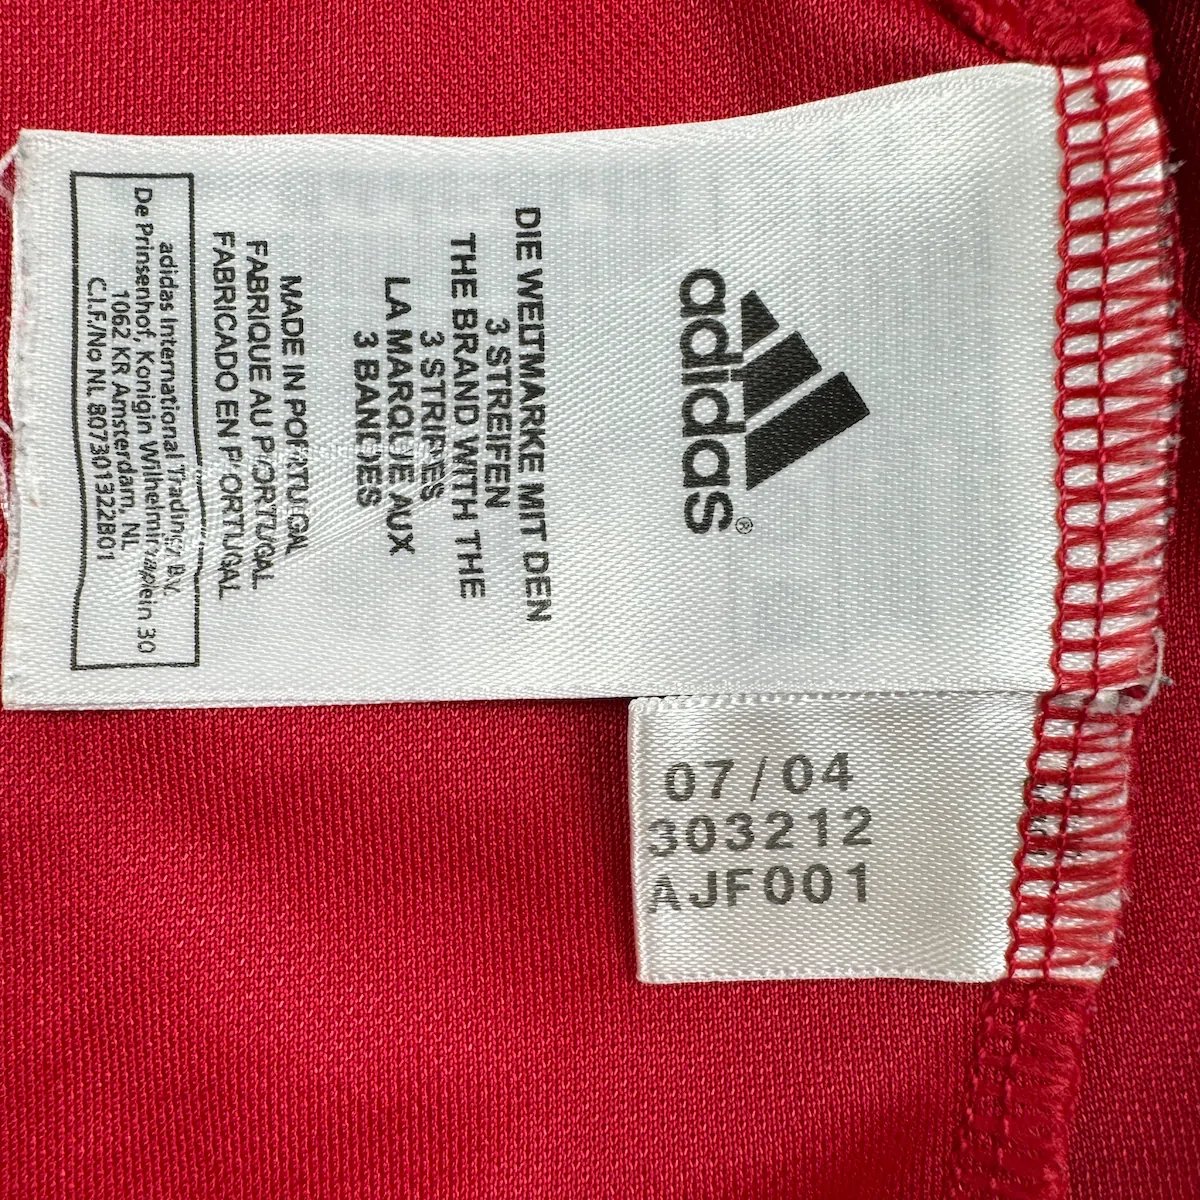 adidas®
DIE WELTMARKE MIT DEN
3 STREIFEN
THE BRAND WITH THE
3 STRIPES
LA MARQUE AUX
3 BANDES
MADE IN PORTUGAL
FABRIQUE AU PORTUGAL
FABRICADO EN PORTUGAL
adidas International Trading B.V.
De Prinsenhof, Konigin Wilhelminaplein 30
1062 KR Amsterdam, NL
C.I.F./No NL 807301322B01
07/04
303212
AJF001